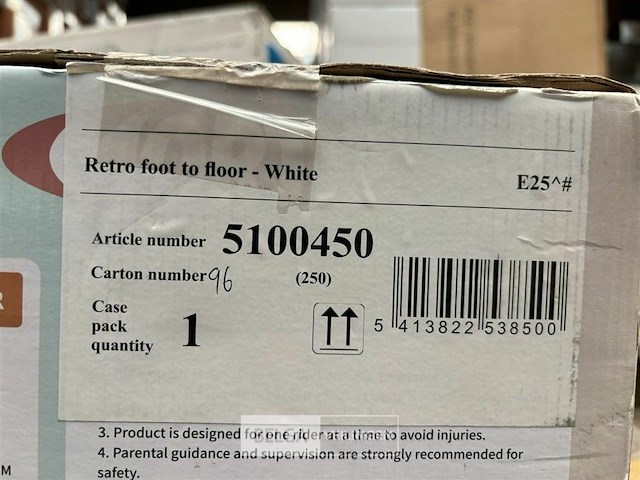 Retro foot to floor - White
E25^#
Article number 5100450
Carton number 96 (250)
Case
pack
quantity 1
5 413822 538500
3. Product is designed for one rider at a time to avoid injuries.
4. Parental guidance and supervision are strongly recommended for
safety.
R
M